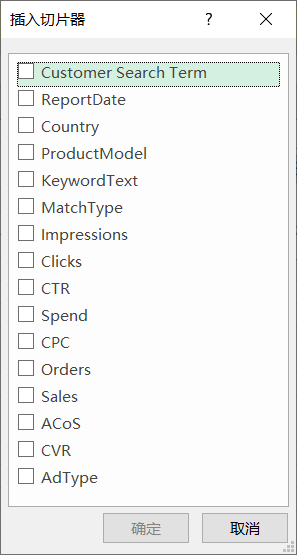 插入切片器
?
Customer Search Term
ReportDate
Country
ProductModel
KeywordText
MatchType
Impressions
Clicks
CTR
Spend
CPC
Orders
Sales
ACoS
CVR
AdType
确定 取消